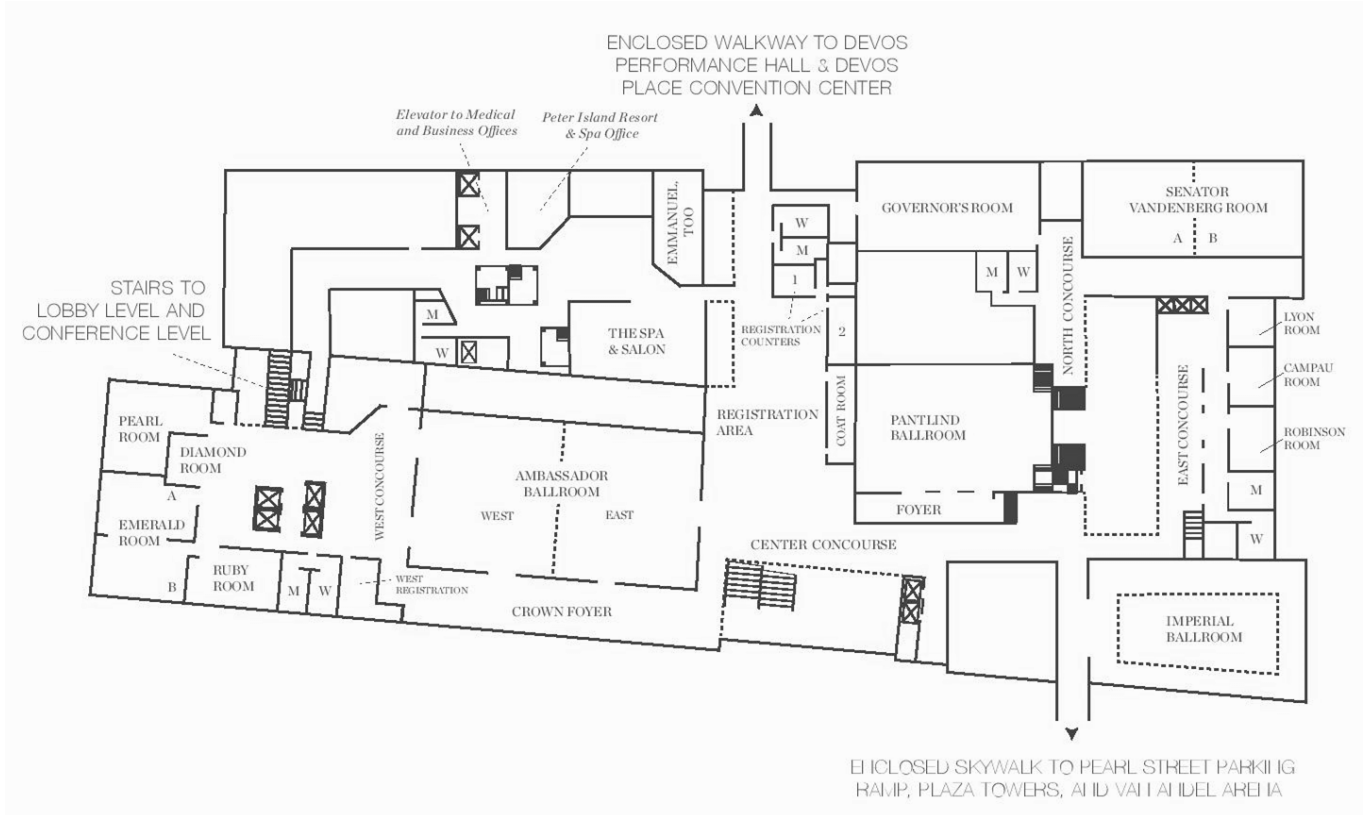 ENCLOSED WALKWAY TO DEVOS
PERFORMANCE HALL & DEVOS
PLACE CONVENTION CENTER
Elevator to Medical
and Business Offices
Peter Island Resort
& Spa Office
EMMANUEL,
TOO
W
M
1
REGISTRATION
COUNTERS
2
GOVERNOR'S ROOM
M
W
NORTH CONCOURSE
SENATOR
VANDENBERG ROOM
A
B
STAIRS TO
LOBBY LEVEL AND
CONFERENCE LEVEL
M
W
THE SPA
& SALON
LYON
ROOM
CAMPAU
ROOM
ROBINSON
ROOM
EAST CONCOURSE
M
W
PEARL
ROOM
DIAMOND
ROOM
A
EMERALD
ROOM
B
RUBY
ROOM
M
W
WEST CONCOURSE
WEST
REGISTRATION
AMBASSADOR
BALLROOM
WEST
EAST
CROWN FOYER
REGISTRATION
AREA
COAT ROOM
PANTLIND
BALLROOM
FOYER
CENTER CONCOURSE
IMPERIAL
BALLROOM
ENCLOSED SKYWALK TO PEARL STREET PARKING
RAMP, PLAZA TOWERS, AND VAN ANDEL ARENA